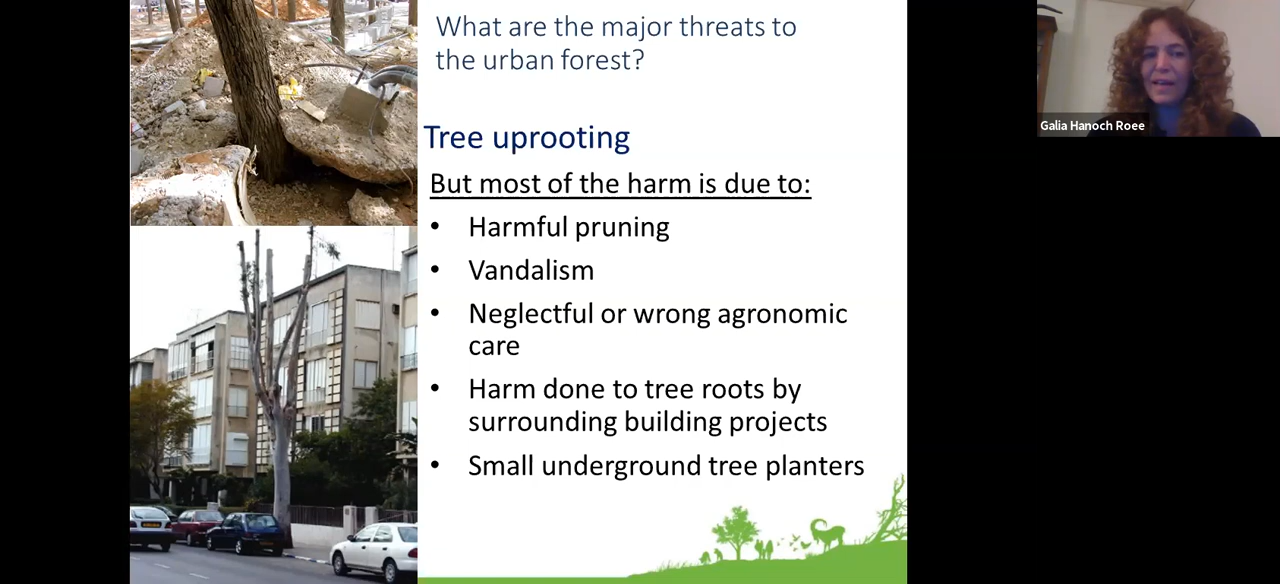 What are the major threats to
the urban forest?
Tree uprooting
But most of the harm is due to:
• Harmful pruning
• Vandalism
• Neglectful or wrong agronomic
care
• Harm done to tree roots by
surrounding building projects
• Small underground tree planters
Galia Hanoch Roee